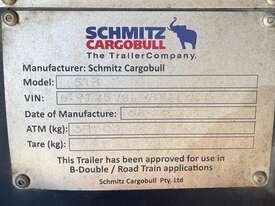 SCHMITZ
CARGOBULL
The TrailerCompany.
Manufacturer: Schmitz Cargobull
Model:
VIN:
Date of Manufacture:
ATM (kg):
Tare (kg):
This Trailer has been approved for use in
B-Double / Road Train applications
Schmitz Cargobull Pty. Ltd